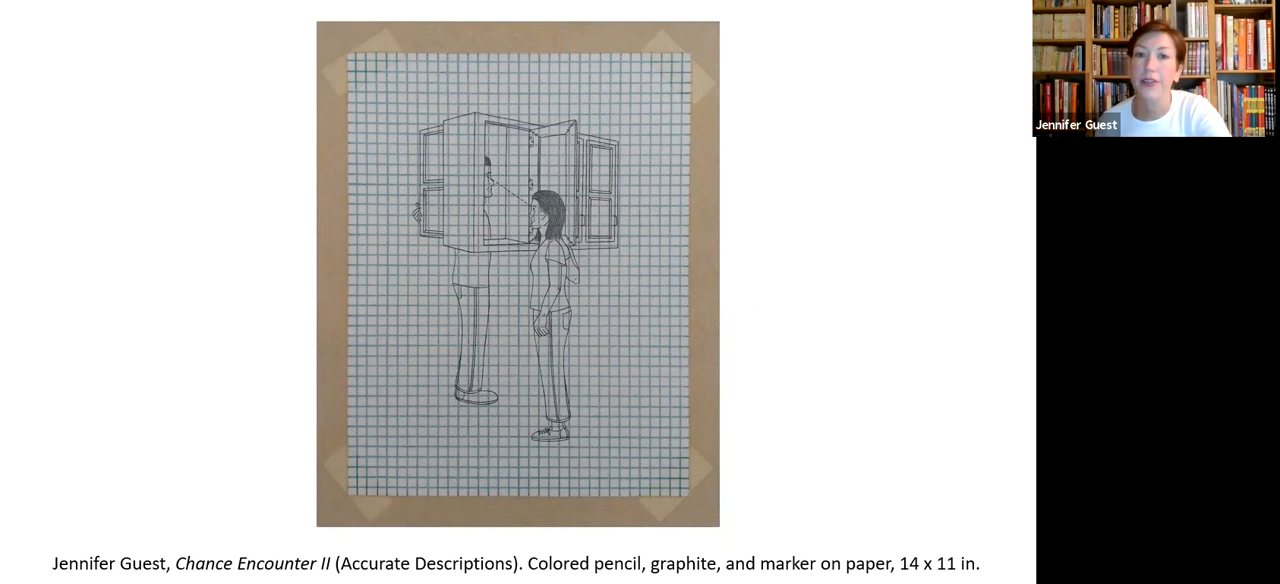 Jennifer Guest
Jennifer Guest, Chance Encounter II (Accurate Descriptions). Colored pencil, graphite, and marker on paper, 14 x 11 in.